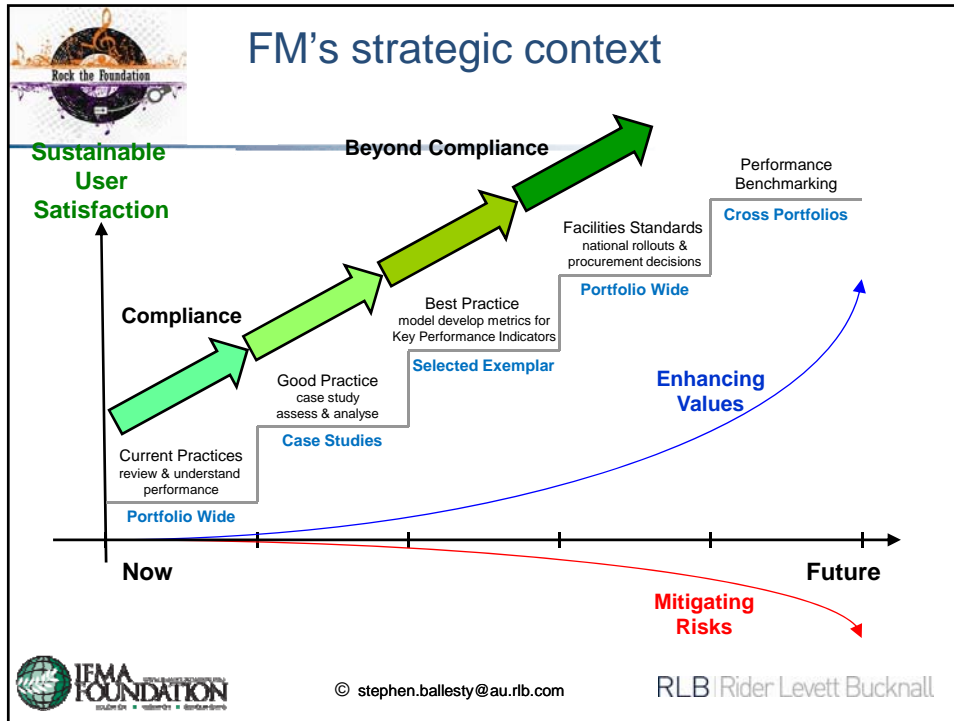 FM's strategic context
Rock the Foundation
Sustainable
User
Satisfaction
Beyond Compliance
Compliance
Performance
Benchmarking
Cross Portfolios
Facilities Standards
national rollouts &
procurement decisions
Portfolio Wide
Best Practice
model develop metrics for
Key Performance Indicators
Selected Exemplar
Good Practice
case study
assess & analyse
Case Studies
Current Practices
review & understand
performance
Portfolio Wide
Enhancing
Values
Now
Future
Mitigating
Risks
IFMA
FOUNDATION
© stephen.ballesty@au.rlb.com
RLB | Rider Levett Bucknall